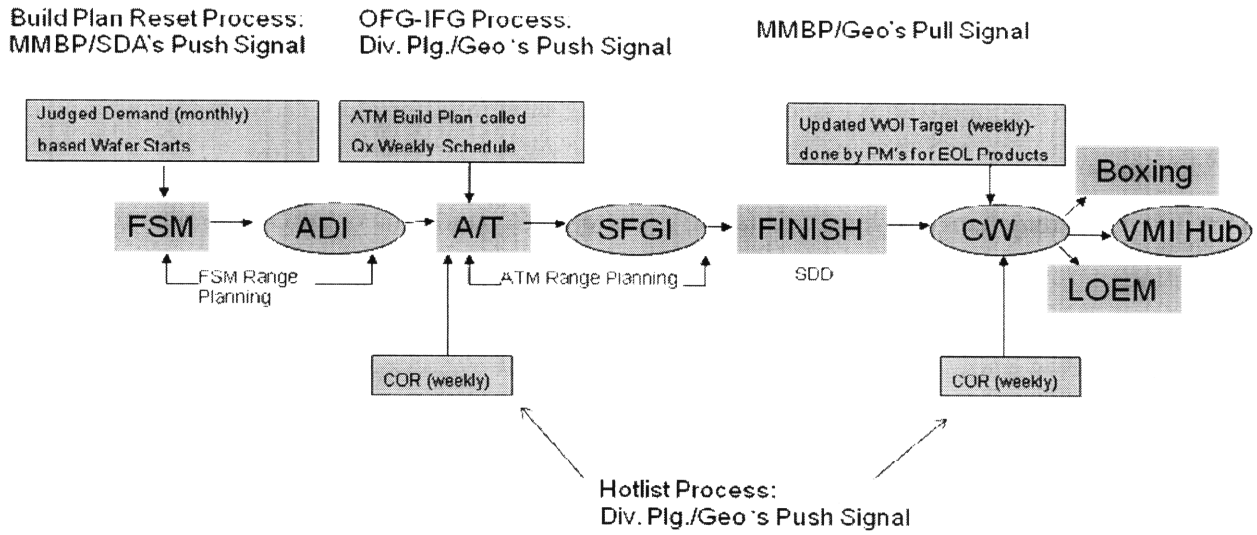 Build Plan Reset Process:
MMBP/SDA's Push Signal
OFG-IFG Process:
Div. Plg./Geo's Push Signal
MMBP/Geo's Pull Signal
Judged Demand (monthly)
based Wafer Starts
ATM Build Plan called
Qx Weekly Schedule
Updated WOI Target (weekly)-
done by PM's for EOL Products
Boxing
FSM
ADI
A/T
SFGI
FINISH
CW
VMI Hub
LOEM
FSM Range
Planning
ATM Range Planning
SDD
COR (weekly)
COR (weekly)
Hotlist Process:
Div. Plg./Geo's Push Signal